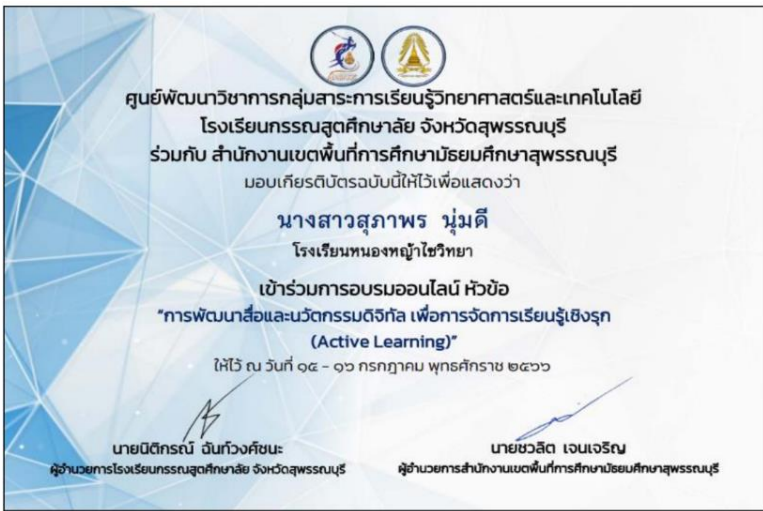 ศูนย์พัฒนาวิชาการกลุ่มสาระการเรียนรู้วิทยาศาสตร์และเทคโนโลยี
โรงเรียนกรรณสูตศึกษาลัย จังหวัดสุพรรณบุรี
ร่วมกับ สำนักงานเขตพื้นที่การศึกษามัธยมศึกษาสุพรรณบุรี
มอบเกียรติบัตรฉบับนี้ให้ไว้เพื่อแสดงว่า
นางสาวสุภาพร นุ่มดี
โรงเรียนหนองหญ้าไซวิทยา
เข้าร่วมการอบรมออนไลน์ หัวข้อ
“การพัฒนาสื่อและนวัตกรรมดิจิทัล เพื่อการจัดการเรียนรู้เชิงรุก
(Active Learning)”
ให้ไว้ ณ วันที่ ๑๕ - ๑๖ กรกฎาคม พุทธศักราช ๒๕๖๖
นายนิติกรณ์ ฉันท์วงศ์ชนะ
ผู้อำนวยการโรงเรียนกรรณสูตศึกษาลัย จังหวัดสุพรรณบุรี
นายชวลิต เจนเจริญ
ผู้อำนวยการสำนักงานเขตพื้นที่การศึกษามัธยมศึกษาสุพรรณบุรี